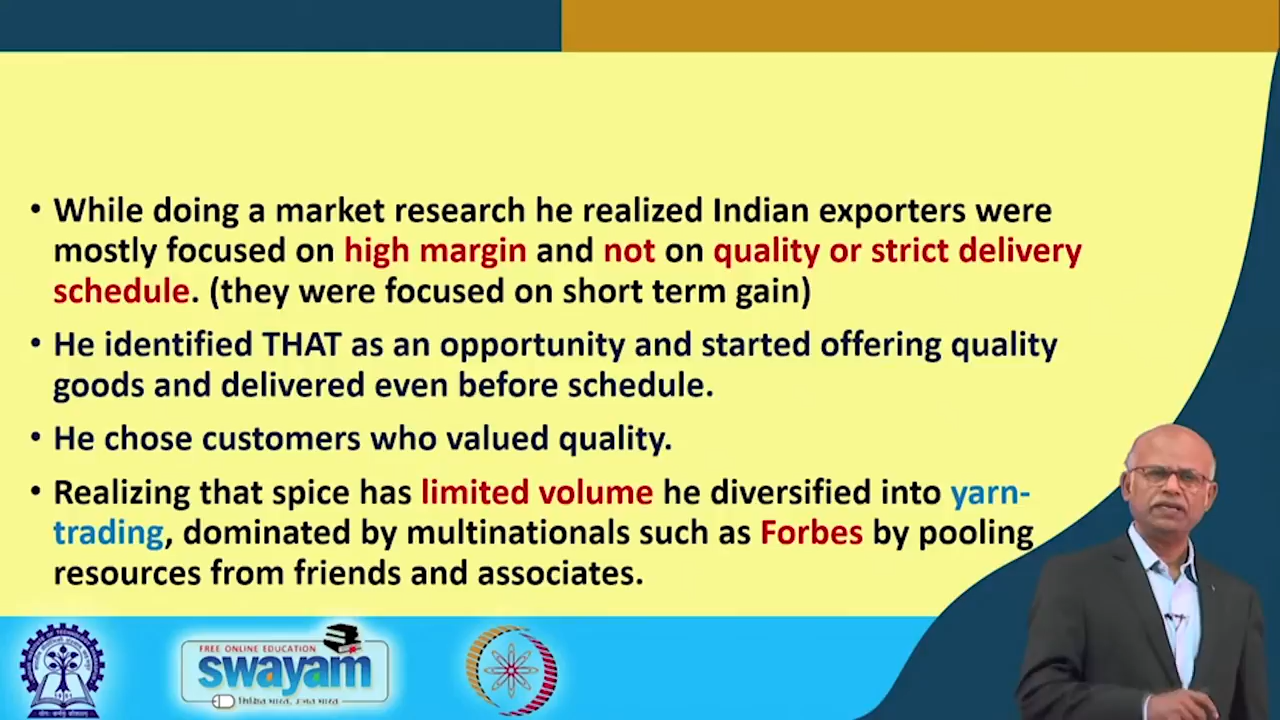 • While doing a market research he realized Indian exporters were
mostly focused on high margin and not on quality or strict delivery
schedule. (they were focused on short term gain)
• He identified THAT as an opportunity and started offering quality
goods and delivered even before schedule.
• He chose customers who valued quality.
• Realizing that spice has limited volume he diversified into yarn-
trading, dominated by multinationals such as Forbes by pooling
resources from friends and associates.
FREE ONLINE EDUCATION
swayam